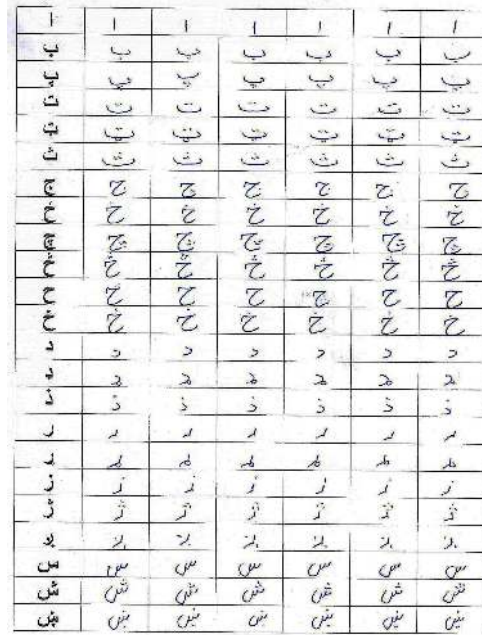 ا ا ا ا ا ا ا
ب ب ب ب ب ب ب
پ پ پ پ پ پ پ
ت ت ت ت ت ت ت
ټ ټ ټ ټ ټ ټ ټ
ث ث ث ث ث ث ث
ج ج ج ج ج ج ج
ځ ځ ځ ځ ځ ځ ځ
چ چ چ چ چ چ چ
څ څ څ څ څ څ څ
ح ح ح ح ح ح ح
خ خ خ خ خ خ خ
د د د د د د د
ډ ډ ډ ډ ډ ډ ډ
ذ ذ ذ ذ ذ ذ ذ
ر ر ر ر ر ر ر
ړ ړ ړ ړ ړ ړ ړ
ز ز ز ز ز ز ز
ژ ژ ژ ژ ژ ژ ژ
ږ ږ ږ ږ ږ ږ ږ
س س س س س س س
ش ش ش ش ش ش ش
ښ ښ ښ ښ ښ ښ ښ